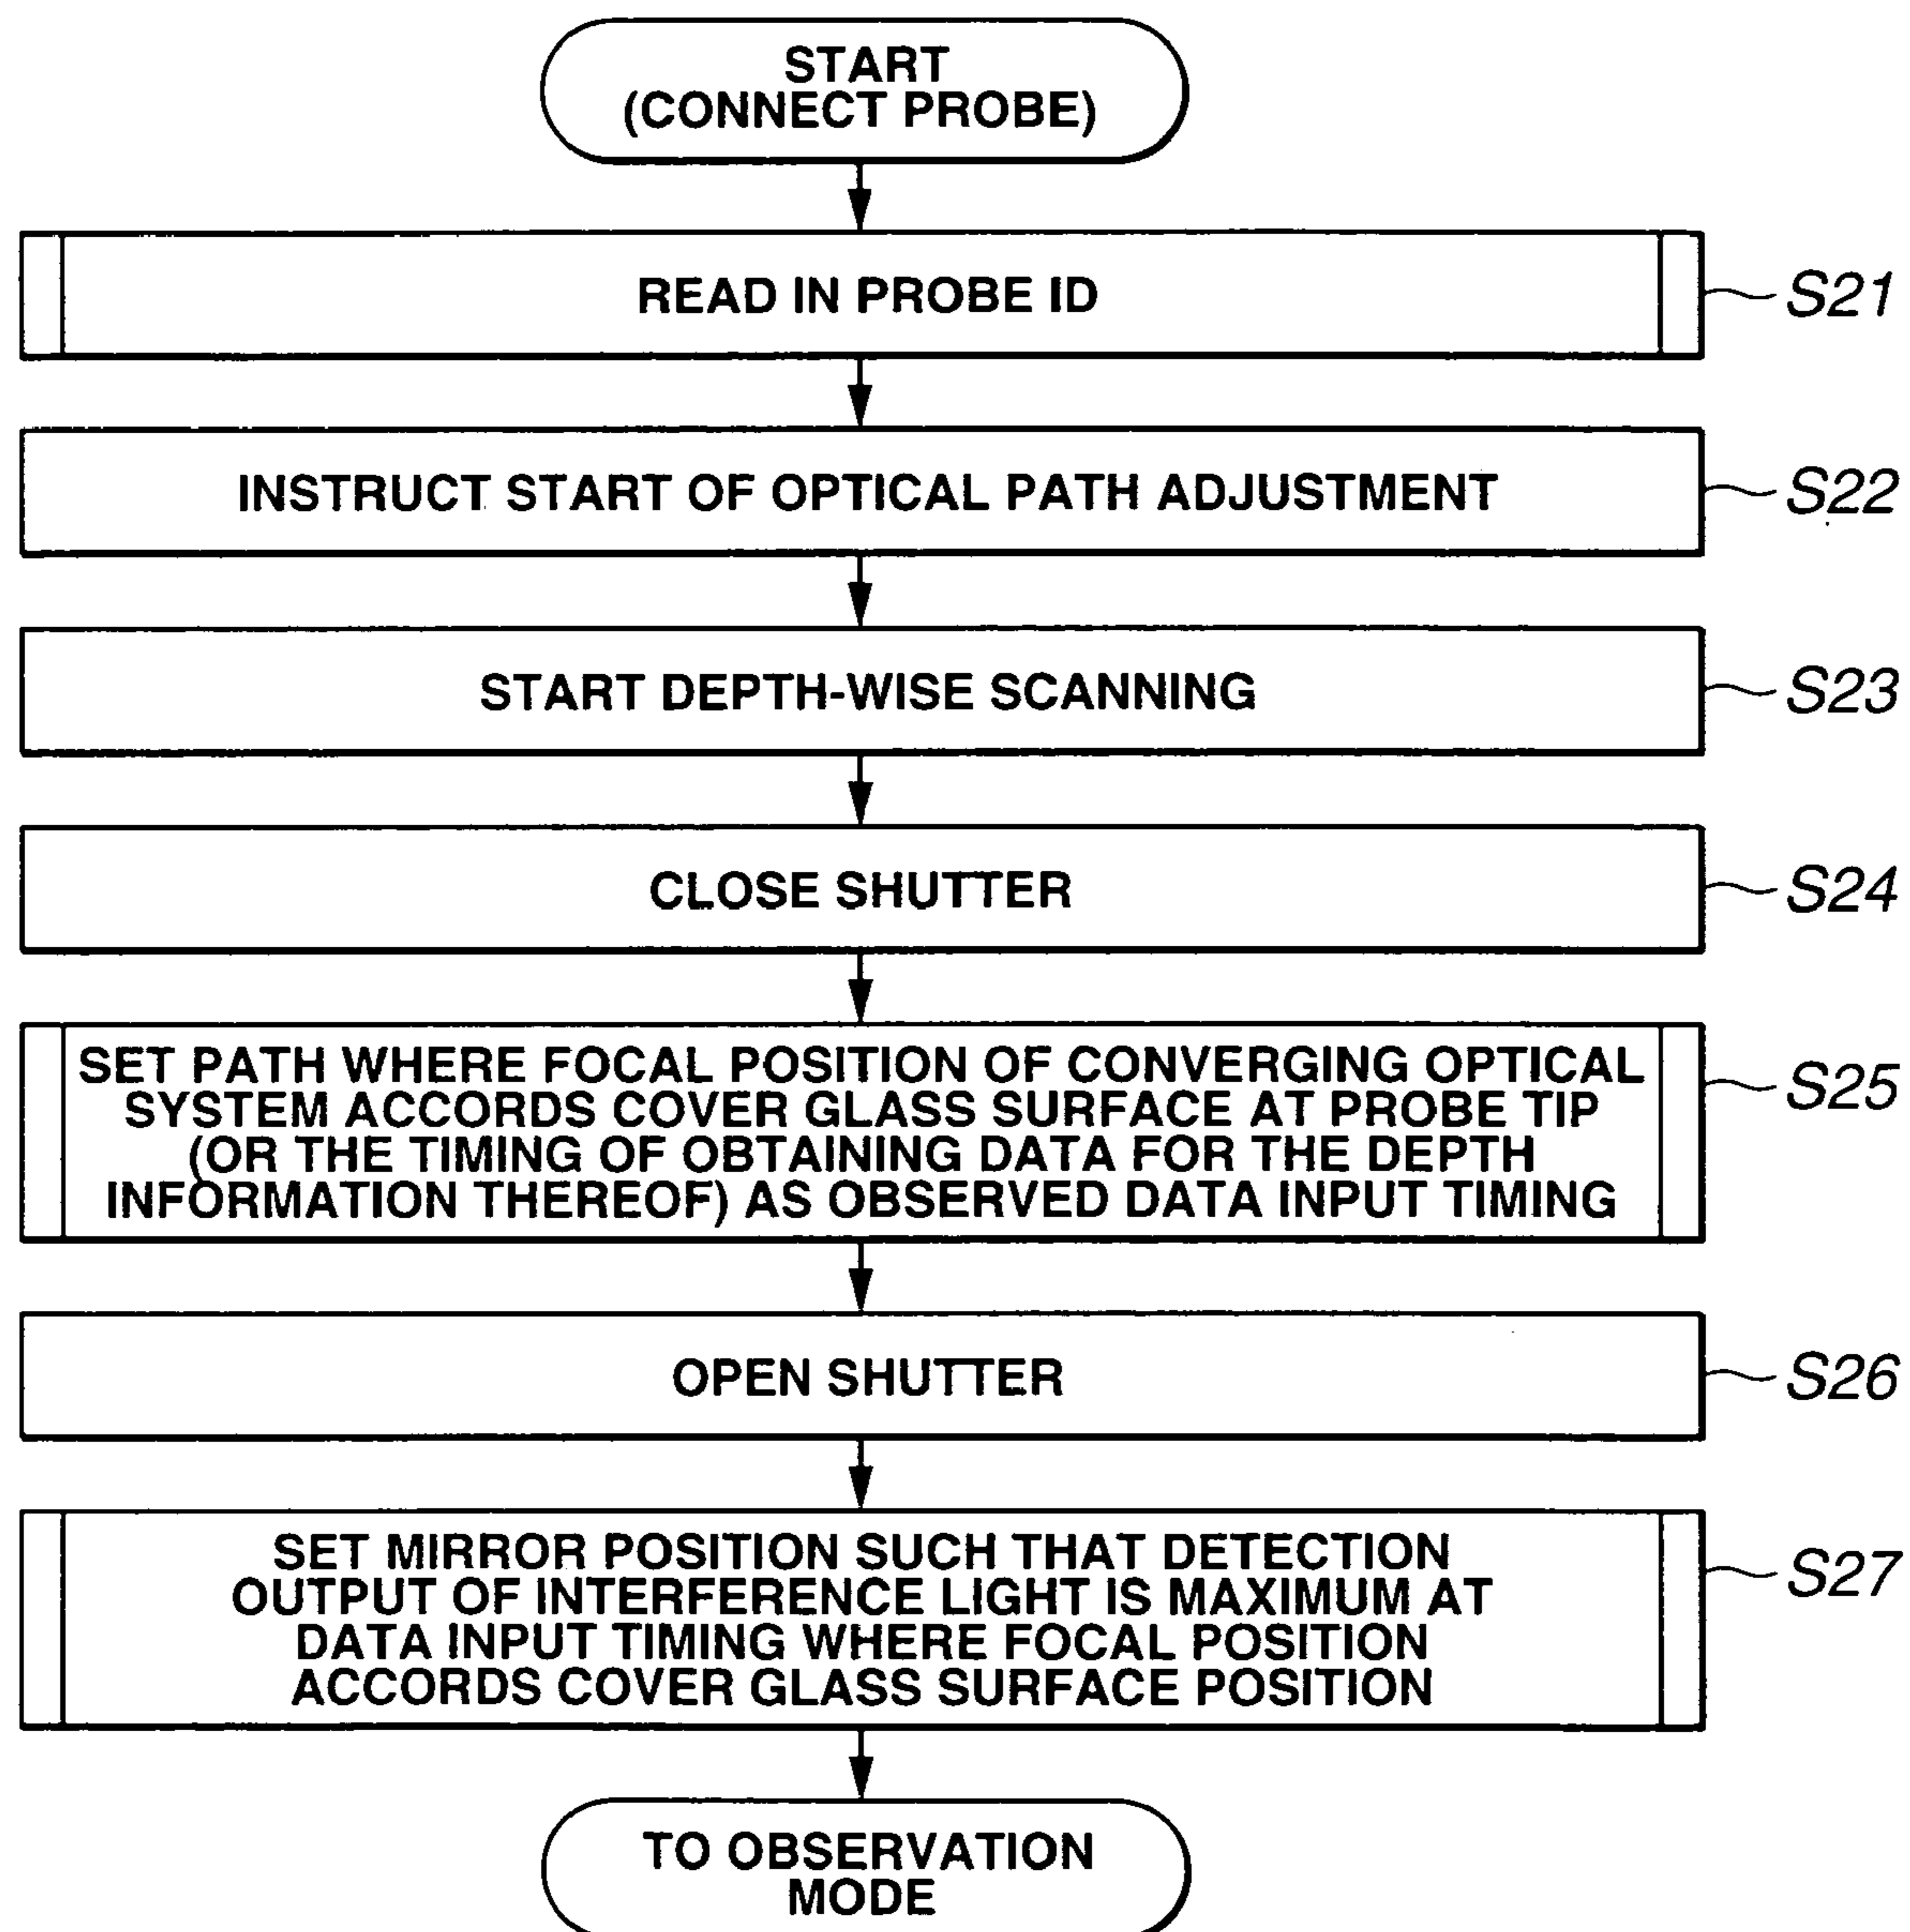 START
(CONNECT PROBE)
READ IN PROBE ID
S21
INSTRUCT START OF OPTICAL PATH ADJUSTMENT
S22
START DEPTH-WISE SCANNING
S23
CLOSE SHUTTER
S24
SET PATH WHERE FOCAL POSITION OF CONVERGING OPTICAL
SYSTEM ACCORDS COVER GLASS SURFACE AT PROBE TIP
(OR THE TIMING OF OBTAINING DATA FOR THE DEPTH
INFORMATION THEREOF) AS OBSERVED DATA INPUT TIMING
S25
OPEN SHUTTER
S26
SET MIRROR POSITION SUCH THAT DETECTION
OUTPUT OF INTERFERENCE LIGHT IS MAXIMUM AT
DATA INPUT TIMING WHERE FOCAL POSITION
ACCORDS COVER GLASS SURFACE POSITION
S27
TO OBSERVATION
MODE